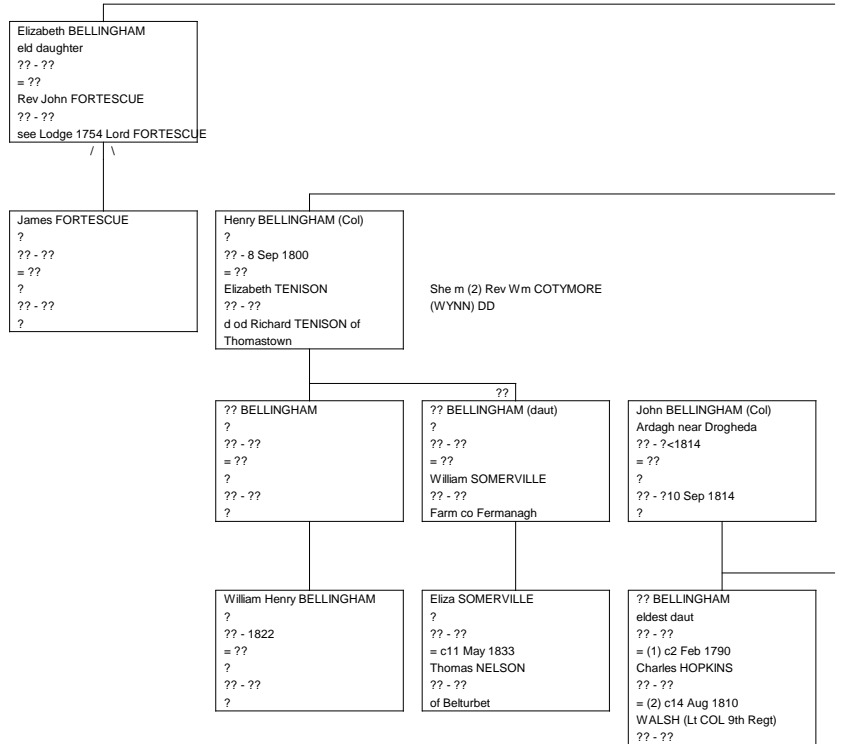 Elizabeth BELLINGHAM
eld daughter
?? - ??
= ??
Rev John FORTESCUE
?? - ??
see Lodge 1754 Lord FORTESCUE
/ \
James FORTESCUE
?
?? - ??
= ??
?
?? - ??
?
Henry BELLINGHAM (Col)
?
?? - 8 Sep 1800
= ??
Elizabeth TENISON
?? - ??
d od Richard TENISON of
Thomastown
She m (2) Rev Wm COTYMORE
(WYNN) DD
??
?? BELLINGHAM
?
?? - ??
= ??
?
?? - ??
?
?? BELLINGHAM (daut)
?
?? - ??
= ??
William SOMERVILLE
?? - ??
Farm co Fermanagh
John BELLINGHAM (Col)
Ardagh near Drogheda
?? - ?<1814
= ??
?
?? - ?10 Sep 1814
?
William Henry BELLINGHAM
?
?? - 1822
= ??
?
?? - ??
?
Eliza SOMERVILLE
?
?? - ??
= c11 May 1833
Thomas NELSON
?? - ??
of Belturbet
?? BELLINGHAM
eldest daut
?? - ??
= (1) c2 Feb 1790
Charles HOPKINS
?? - ??
= (2) c14 Aug 1810
WALSH (Lt COL 9th Regt)
?? - ??